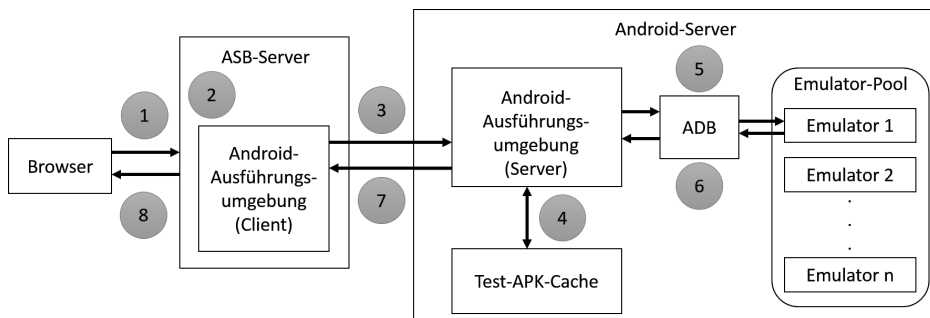 Android-Server
ASB-Server
5
Emulator-Pool
1
2
3
Android-
Ausführungs-
umgebung
(Server)
ADB
Emulator 1
Browser
Android-
Ausführungs-
umgebung
(Client)
6
Emulator 2
8
7
4
.
.
.
.
Test-APK-Cache
Emulator n